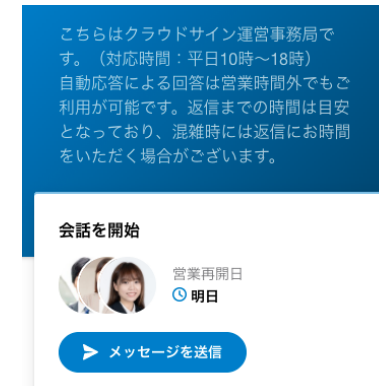 こちらはクラウドサイン運営事務局で
す。（対応時間：平日10時～18時）
自動応答による回答は営業時間外でもご
利用が可能です。返信までの時間は目安
となっており、混雑時には返信にお時間
をいただく場合がございます。
会話を開始
営業再開日
明日
メッセージを送信